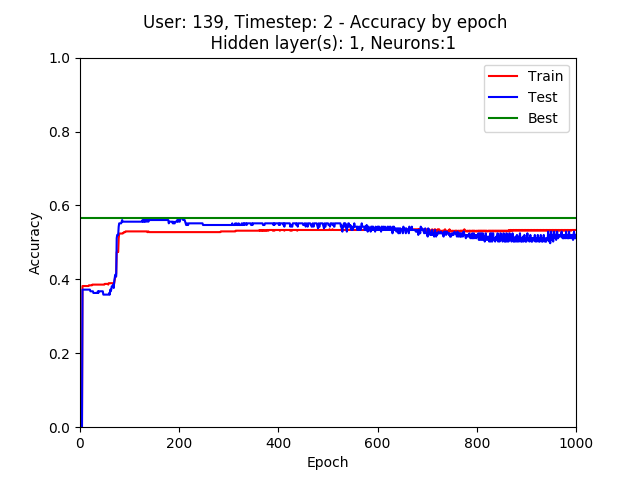 User: 139, Timestep: 2 - Accuracy by epoch
Hidden layer(s): 1, Neurons:1
Train
Test
Best
1.0
0.8
0.6
0.4
0.2
0.0
Accuracy
0 200 400 600 800 1000
Epoch